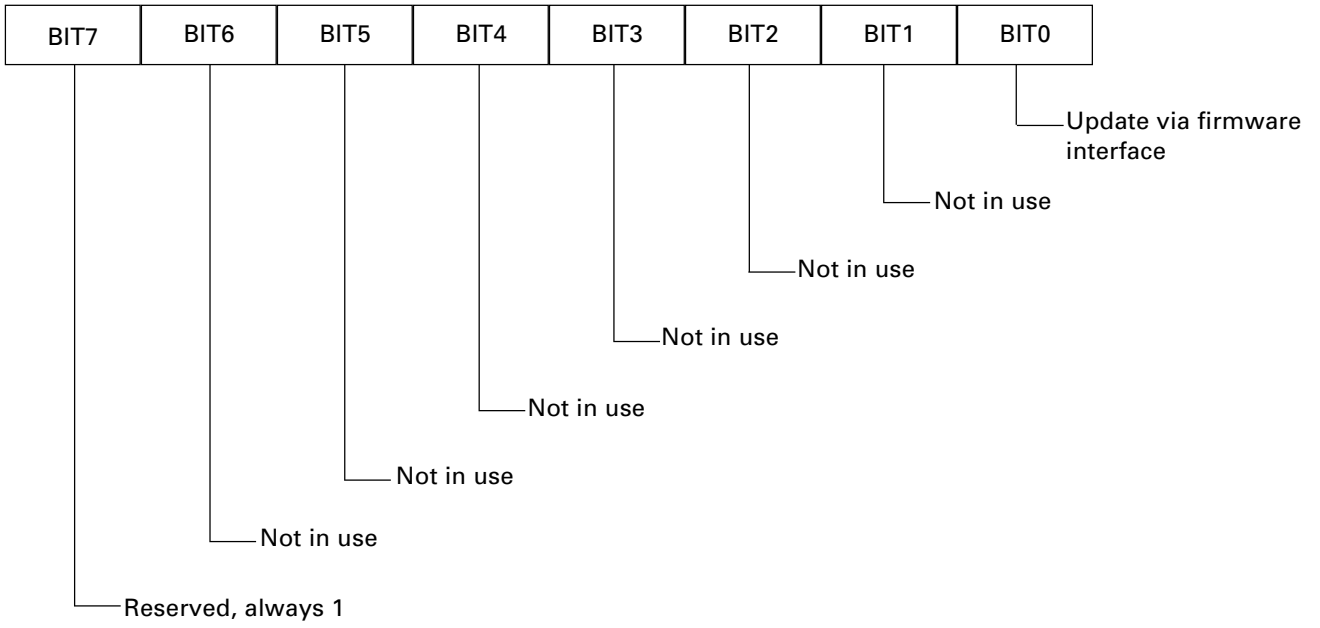 BIT7 BIT6 BIT5 BIT4 BIT3 BIT2 BIT1 BIT0
Update via firmware
interface
Not in use
Not in use
Not in use
Not in use
Not in use
Not in use
Reserved, always 1